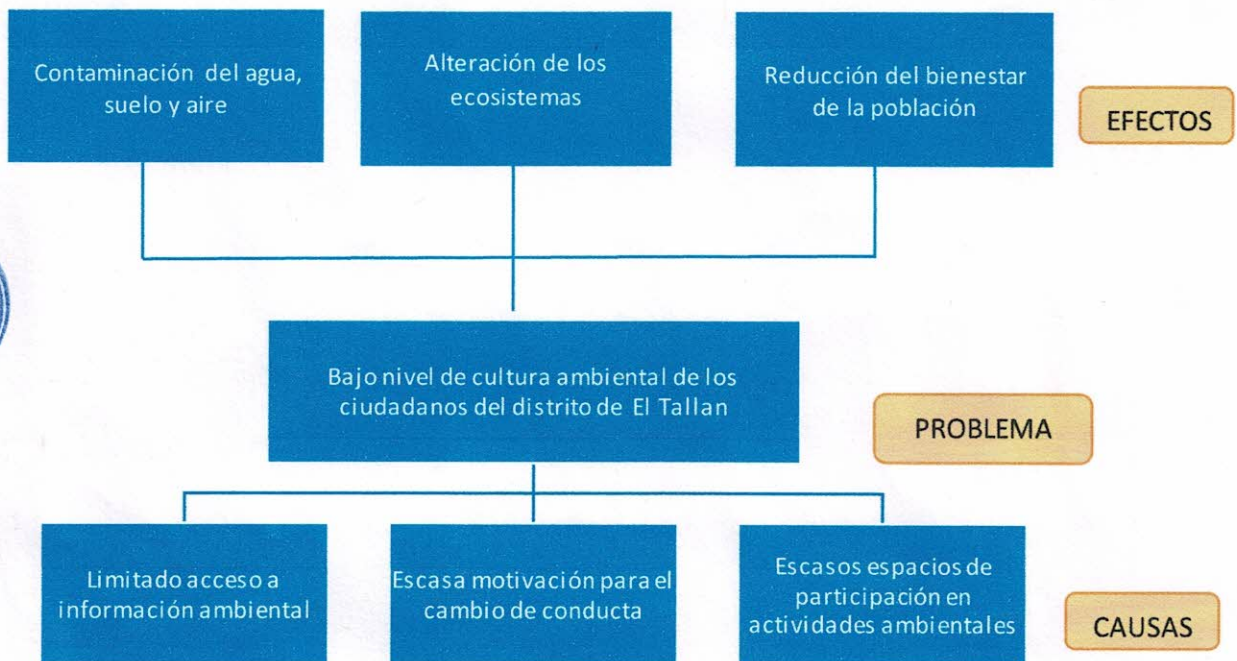 Contaminación del agua,
suelo y aire
Alteración de los
ecosistemas
Reducción del bienestar
de la población
EFECTOS
Bajo nivel de cultura ambiental de los
ciudadanos del distrito de El Tallan
PROBLEMA
Limitado acceso a
información ambiental
Escasa motivación para el
cambio de conducta
Escasos espacios de
participación en
actividades ambientales
CAUSAS